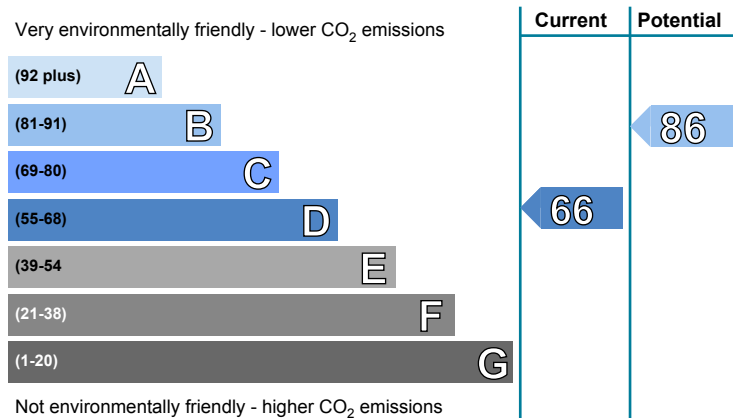 Very environmentally friendly - lower CO2 emissions
Current
Potential
(92 plus) A
(81-91) B
86
(69-80) C
(55-68) D
66
(39-54 E
(21-38) F
(1-20) G
Not environmentally friendly - higher CO2 emissions